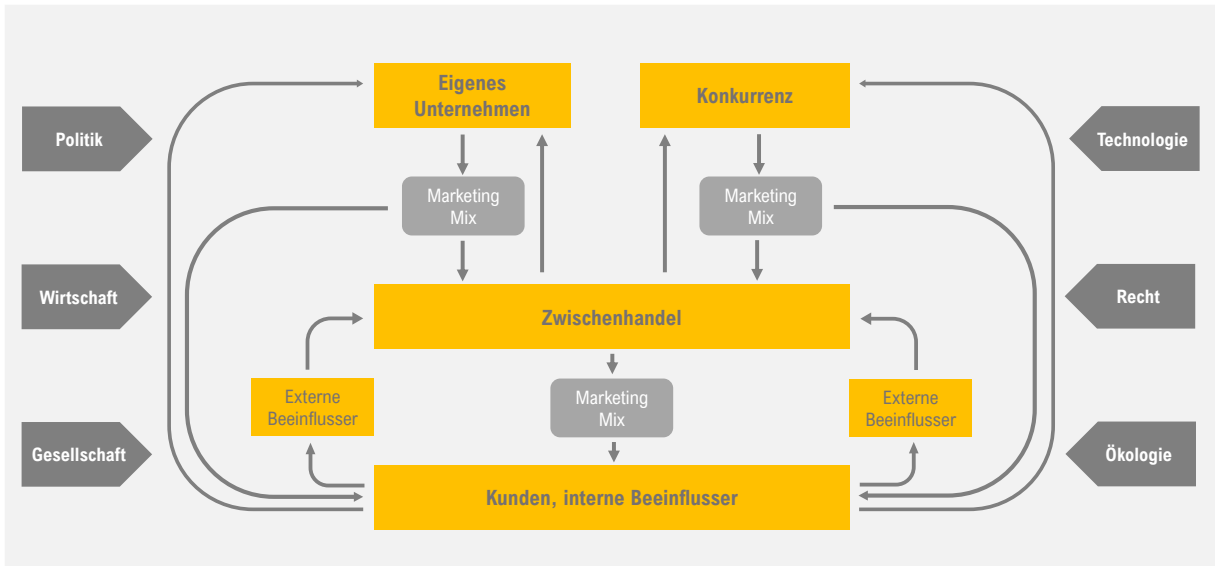 Eigenes
Unternehmen
Konkurrenz
Politik
Technologie
Marketing
Mix
Marketing
Mix
Wirtschaft
Recht
Zwischenhandel
Externe
Beeinflusser
Marketing
Mix
Externe
Beeinflusser
Gesellschaft
Ökologie
Kunden, interne Beeinflusser